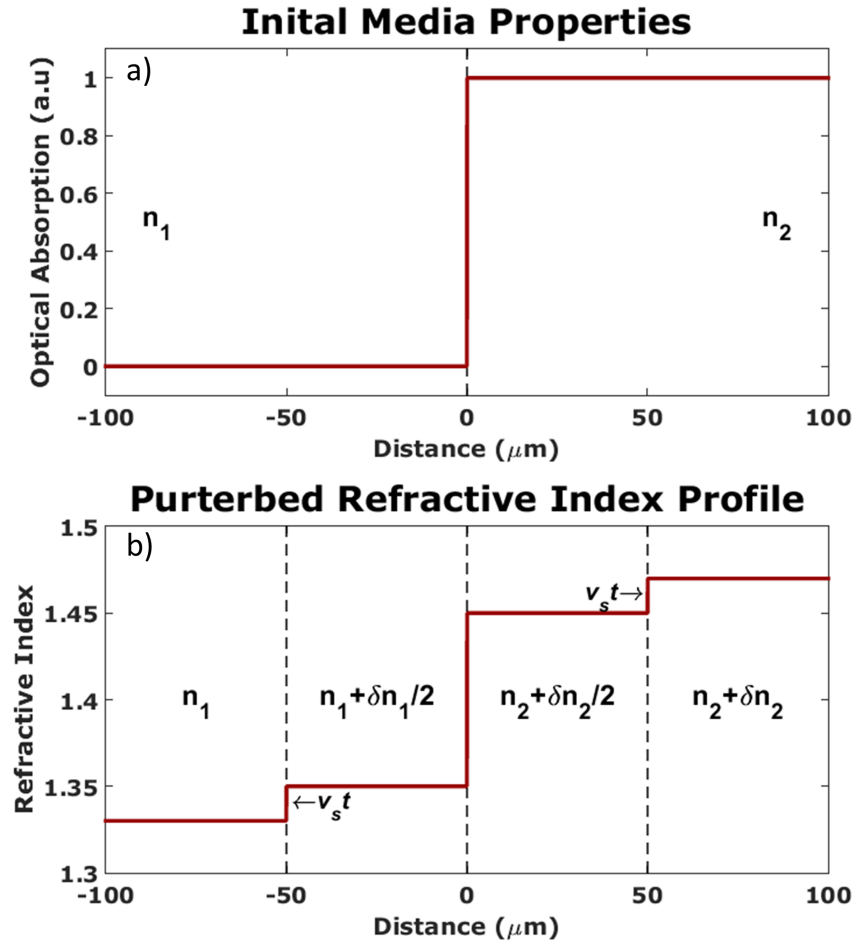 Inital Media Properties
a)
Optical Absorption (a.u)
1
0.8
0.6
0.4
0.2
0
n1
n2
-100 -50 0 50 100
Distance (μm)
Purterbed Refractive Index Profile
b)
Refractive Index
1.5
1.45
1.4
1.35
1.3
vst→
n1 n1+δn1/2 n2+δn2/2 n2+δn2
←vst
-100 -50 0 50 100
Distance (μm)